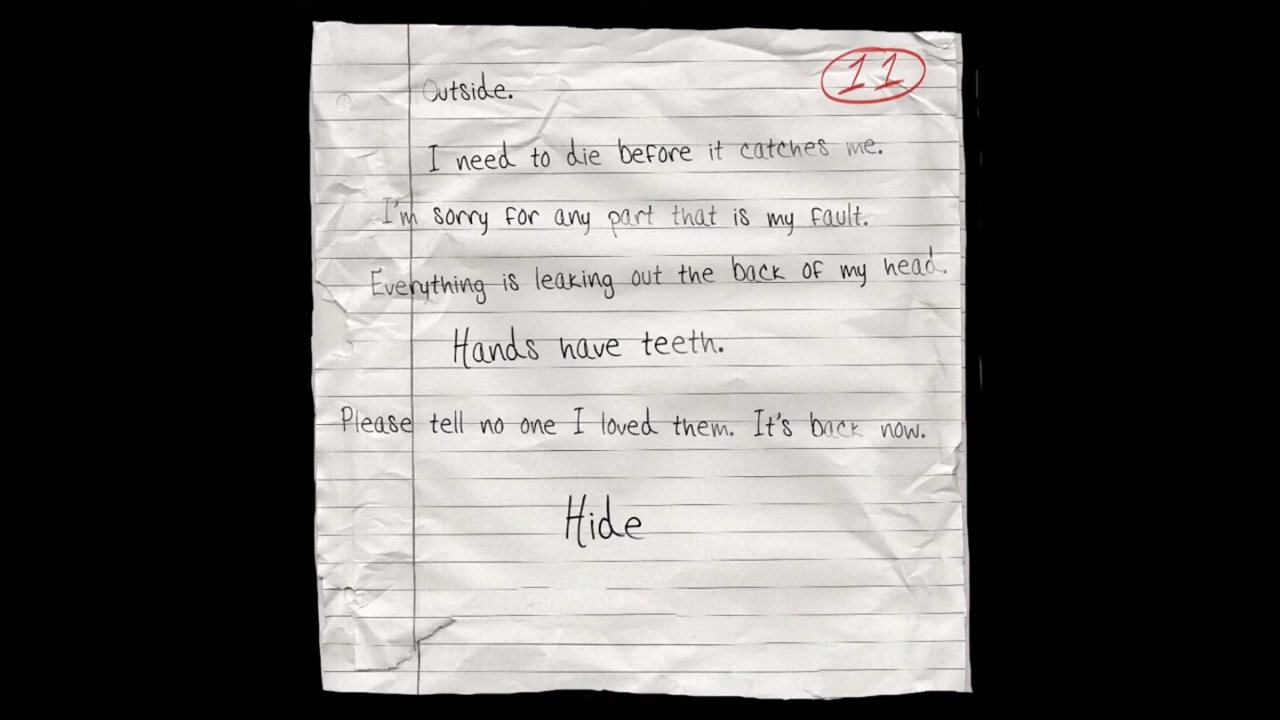 11
Outside.
I need to die before it catches me.
I'm sorry for any part that is my fault.
Everything is leaking out the back of my head.
Hands have teeth.
Please tell no one I loved them. It's back now.
Hide